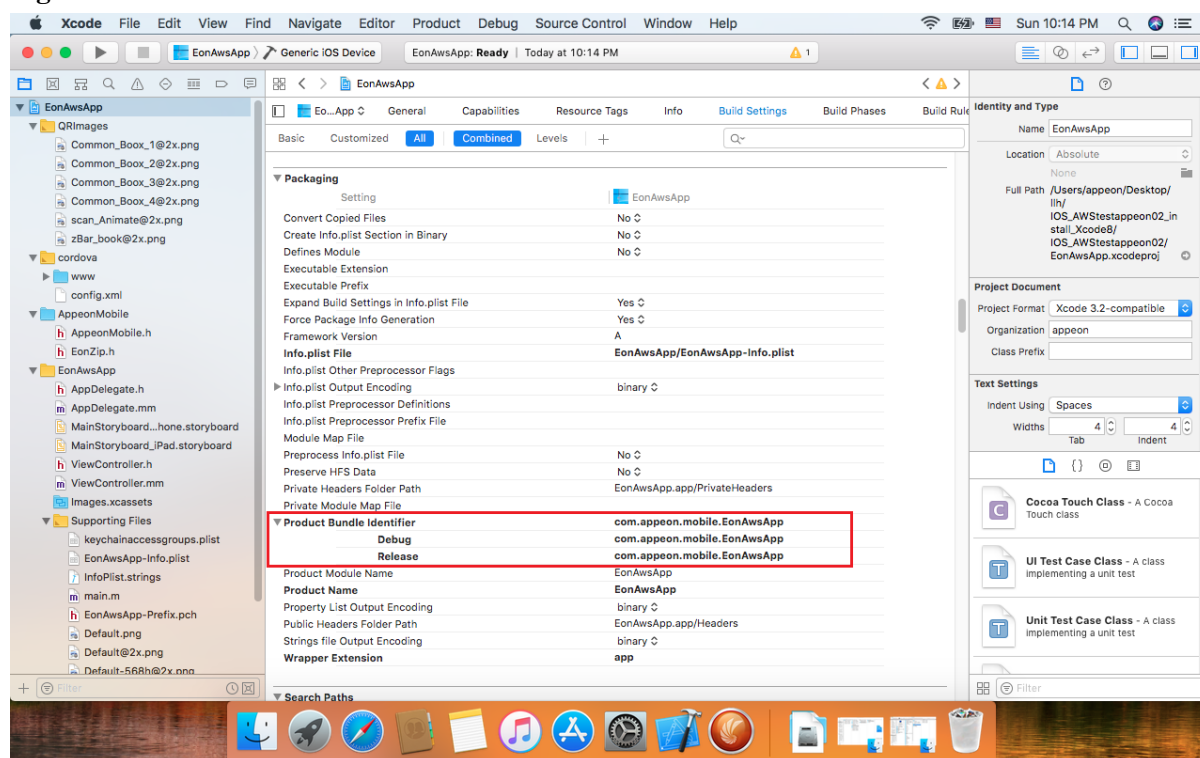 Xcode File Edit View Find Navigate Editor Product Debug Source Control Window Help Sun 10:14 PM
EonAwsApp Generic iOS Device EonAwsApp: Ready | Today at 10:14 PM 1
EonAwsApp
QRImages
Common_Boox_1@2x.png
Common_Boox_2@2x.png
Common_Boox_3@2x.png
Common_Boox_4@2x.png
scan_Animate@2x.png
zBar_book@2x.png
cordova
www
config.xml
AppeonMobile
AppeonMobile.h
EonZip.h
EonAwsApp
AppDelegate.h
AppDelegate.mm
MainStoryboard...hone.storyboard
MainStoryboard_iPad.storyboard
ViewController.h
ViewController.mm
Images.xcassets
Supporting Files
keychainaccessgroups.plist
EonAwsApp-Info.plist
InfoPlist.strings
main.m
EonAwsApp-Prefix.pch
Default.png
Default@2x.png
Default-568h@2x.png
Filter
EonAwsApp
Eo...App General Capabilities Resource Tags Info Build Settings Build Phases Build Rule
Basic Customized All Combined Levels +
Packaging
Setting EonAwsApp
Convert Copied Files No
Create Info.plist Section in Binary No
Defines Module No
Executable Extension
Executable Prefix
Expand Build Settings in Info.plist File Yes
Force Package Info Generation Yes
Framework Version A
Info.plist File EonAwsApp/EonAwsApp-Info.plist
Info.plist Other Preprocessor Flags
Info.plist Output Encoding binary
Info.plist Preprocessor Definitions
Info.plist Preprocessor Prefix File
Module Map File
Preprocess Info.plist File No
Preserve HFS Data No
Private Headers Folder Path EonAwsApp.app/PrivateHeaders
Private Module Map File
Product Bundle Identifier com.appeon.mobile.EonAwsApp
Debug com.appeon.mobile.EonAwsApp
Release com.appeon.mobile.EonAwsApp
Product Module Name EonAwsApp
Product Name EonAwsApp
Property List Output Encoding binary
Public Headers Folder Path EonAwsApp.app/Headers
Strings file Output Encoding binary
Wrapper Extension app
Search Paths
Identity and Type
Name EonAwsApp
Location Absolute
None
Full Path /Users/appeon/Desktop/
llh/
IOS_AWStestappeon02_in
stall_Xcode8/
IOS_AWStestappeon02/
EonAwsApp.xcodeproj
Project Document
Project Format Xcode 3.2-compatible
Organization appeon
Class Prefix
Text Settings
Indent Using Spaces
Widths 4 4
Tab Indent
Cocoa Touch Class - A Cocoa
Touch class
UI Test Case Class - A class
implementing a unit test
Unit Test Case Class - A class
implementing a unit test
Filter